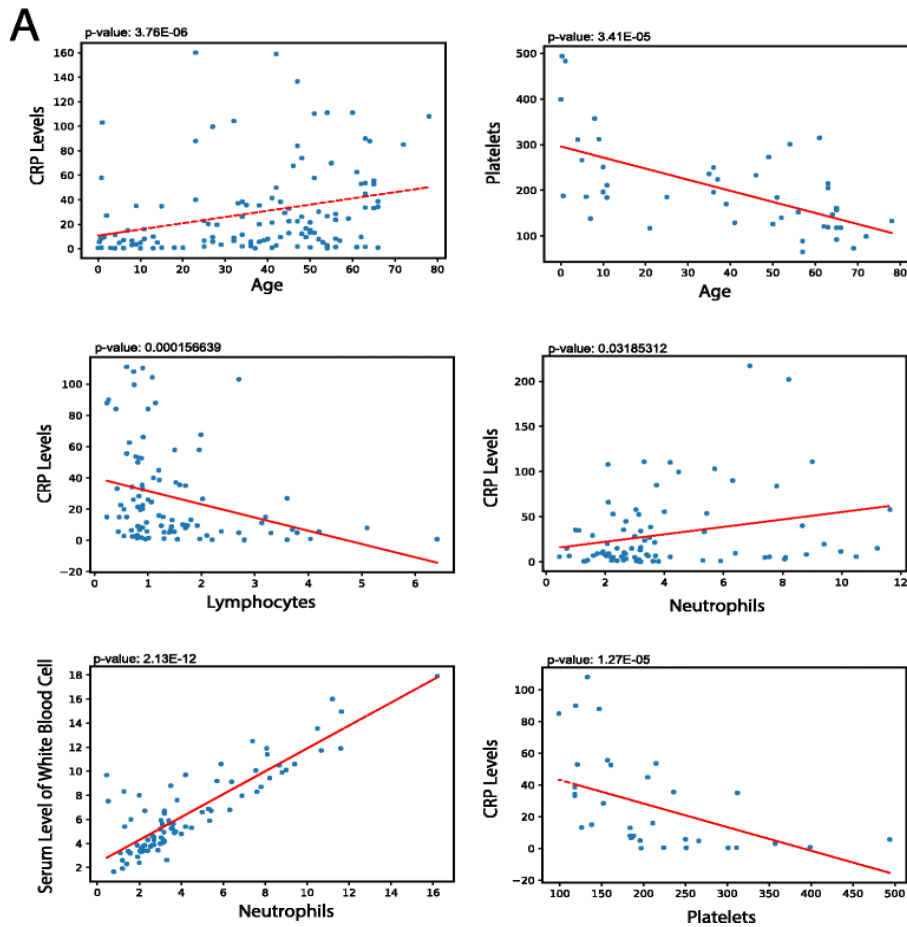 A
p-value: 3.76E-06
CRP Levels
160
140
120
100
80
60
40
20
0
0 10 20 30 40 50 60 70 80
Age
p-value: 3.41E-05
Platelets
500
400
300
200
100
0 10 20 30 40 50 60 70 80
Age
p-value: 0.000156639
CRP Levels
100
80
60
40
20
0
−20
0 1 2 3 4 5 6
Lymphocytes
p-value: 0.03185312
CRP Levels
200
150
100
50
0
0 2 4 6 8 10 12
Neutrophils
p-value: 2.13E-12
Serum Level of White Blood Cell
18
16
14
12
10
8
6
4
2
0 2 4 6 8 10 12 14 16
Neutrophils
p-value: 1.27E-05
CRP Levels
100
80
60
40
20
0
−20
100 150 200 250 300 350 400 450 500
Platelets